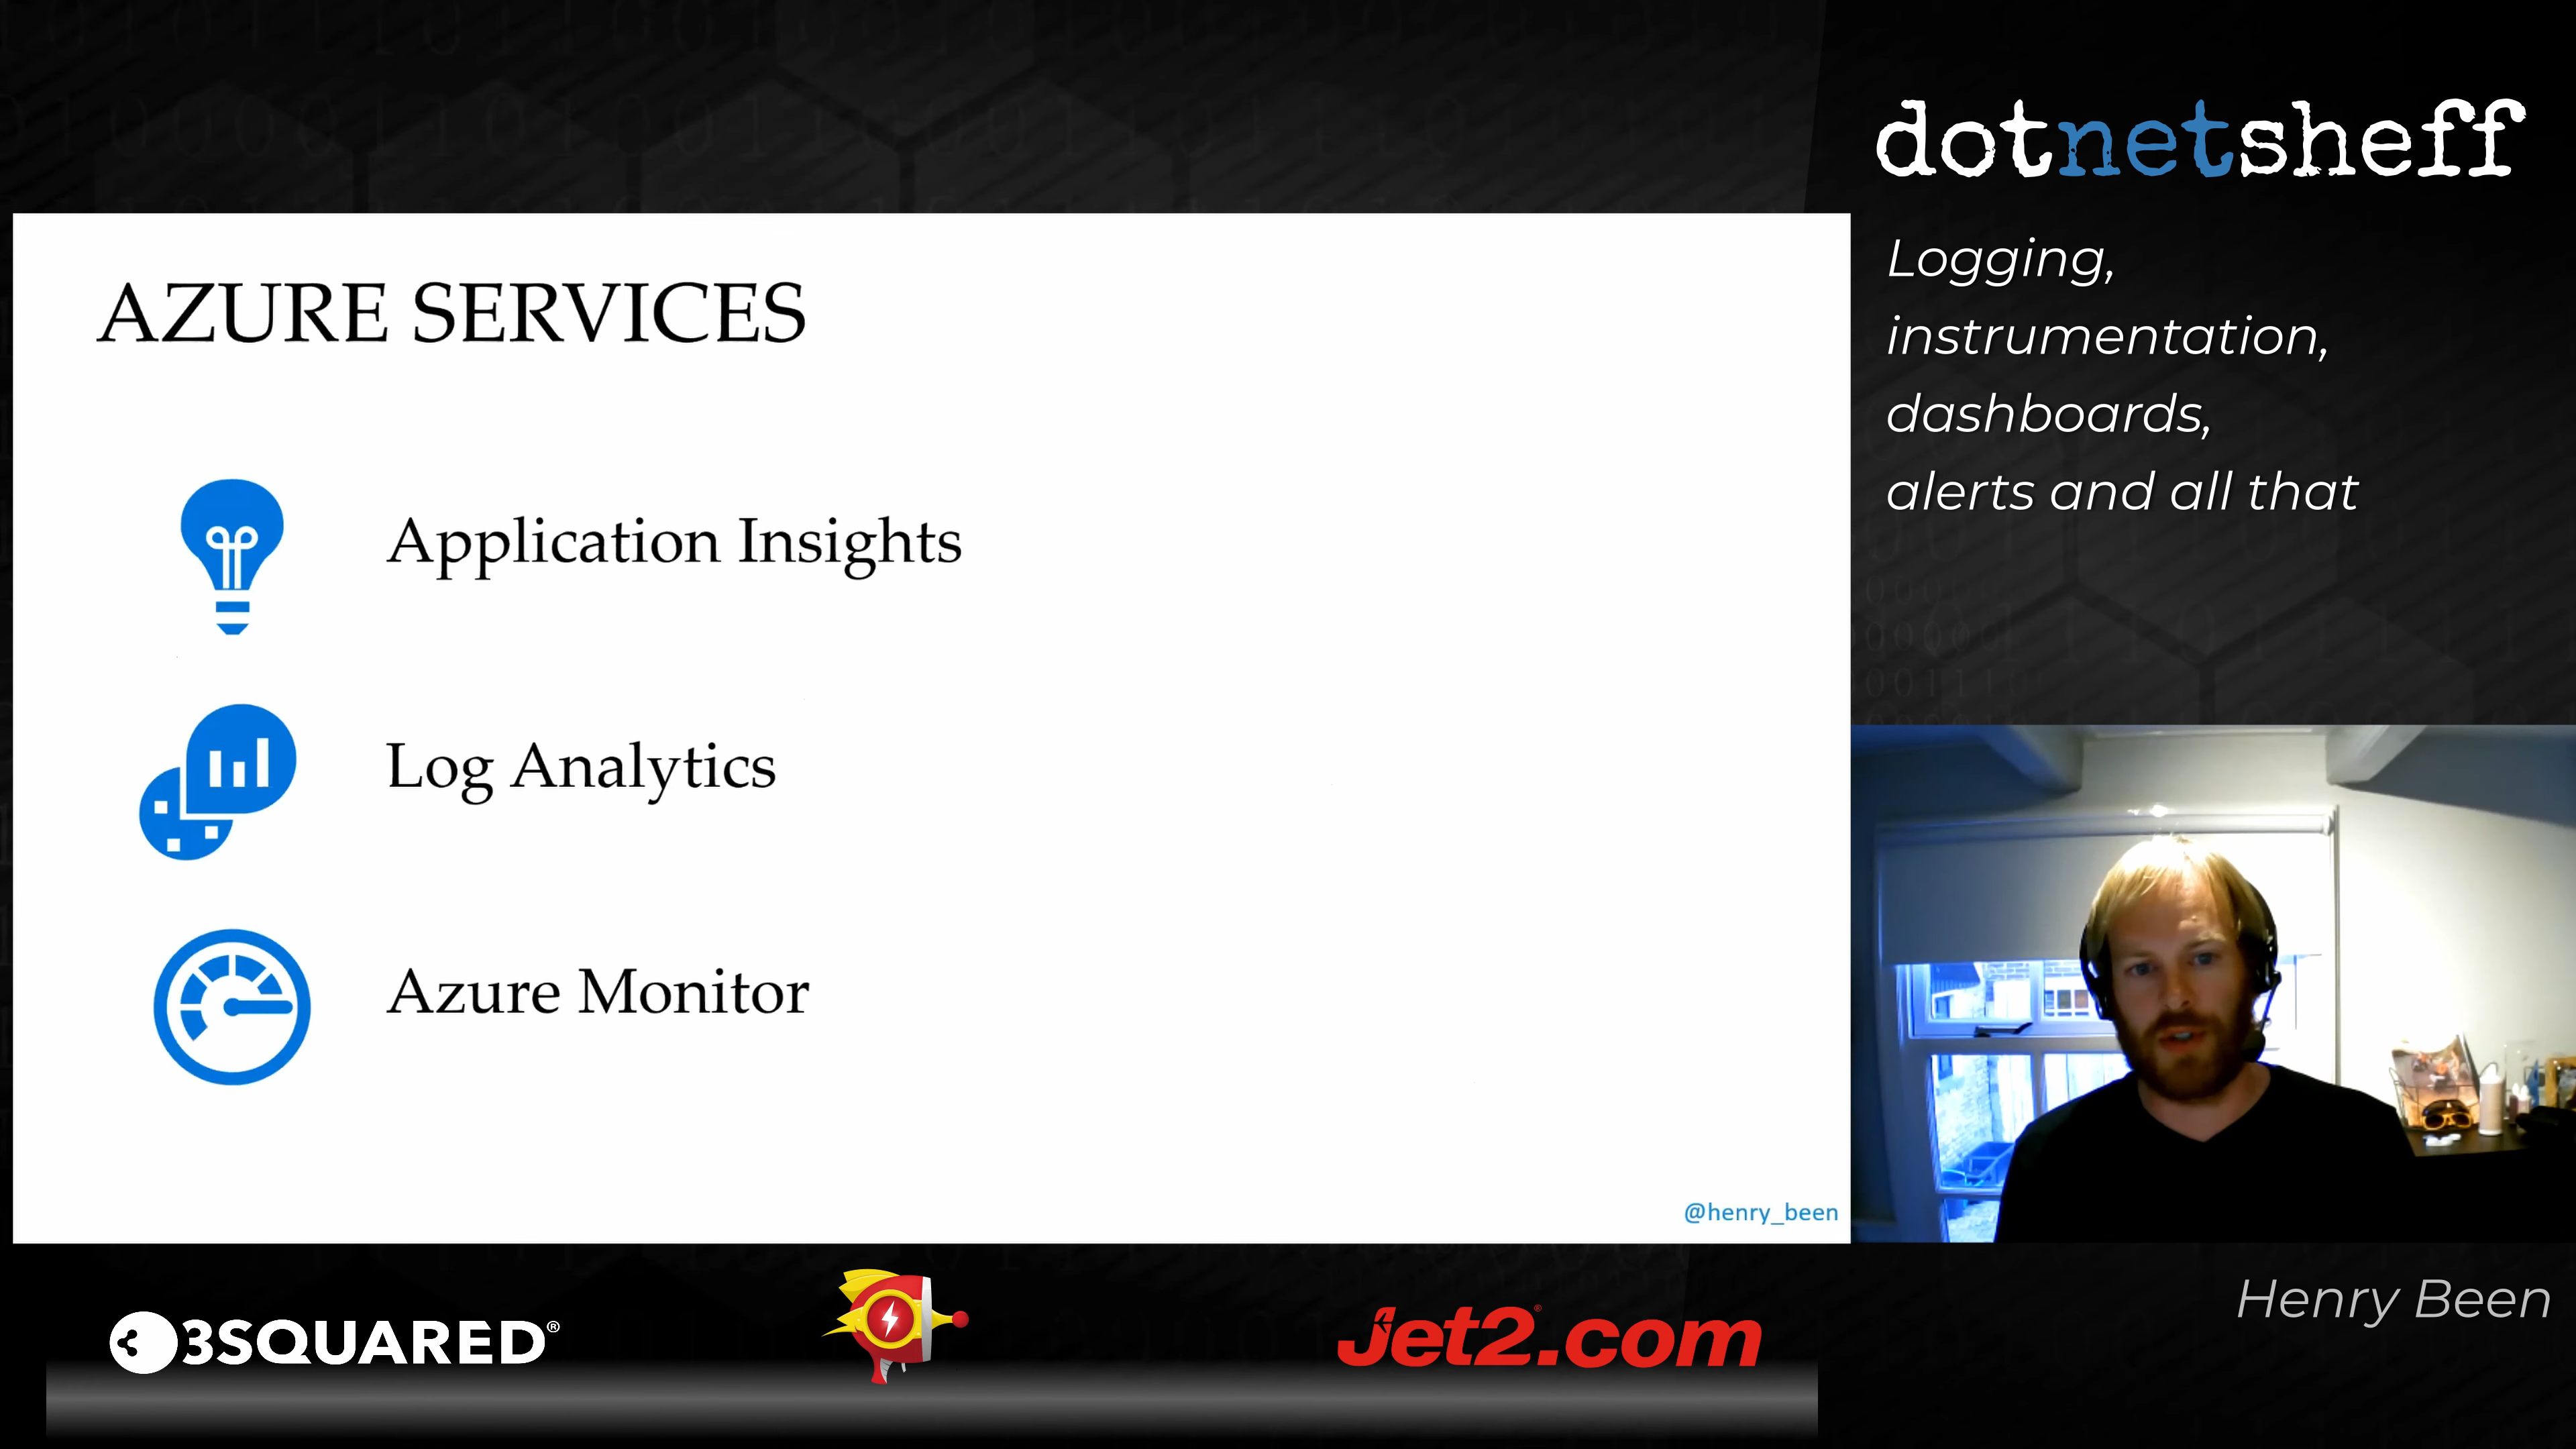 dotnetsheff
Logging,
instrumentation,
dashboards,
alerts and all that
AZURE SERVICES
Application Insights
Log Analytics
Azure Monitor
@henry_been
Henry Been
3SQUARED®
Jet2.com®